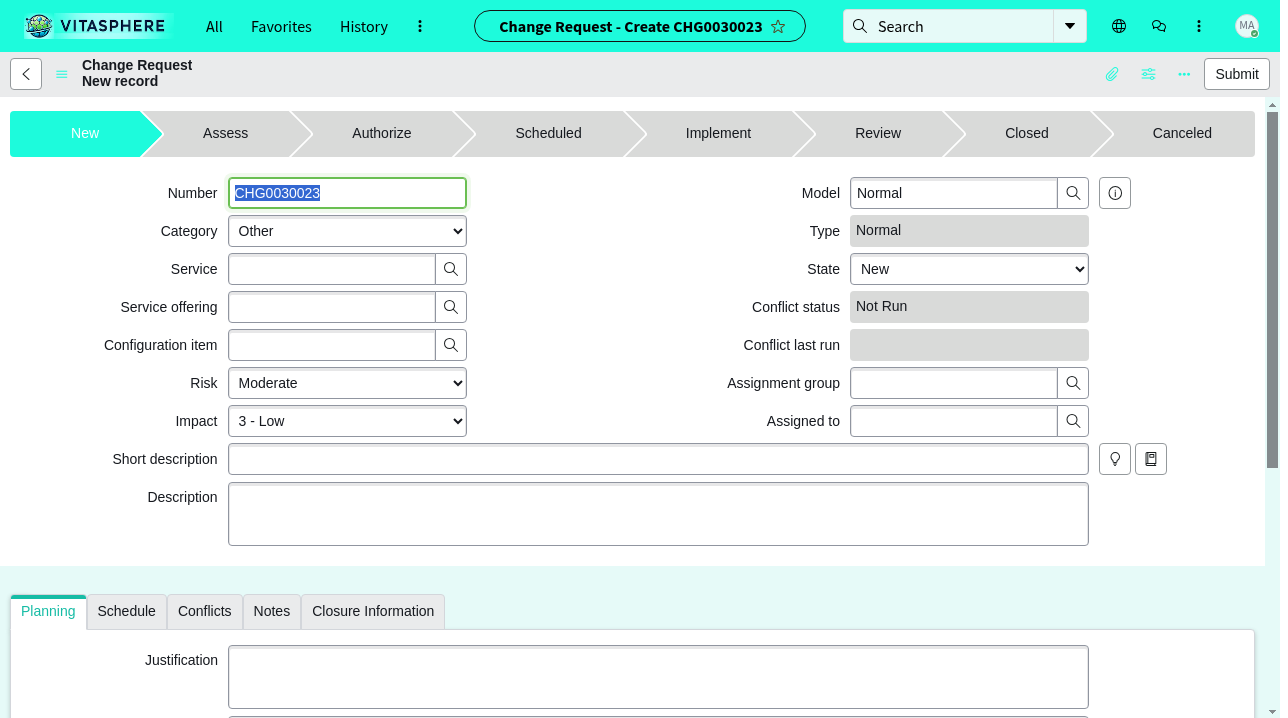 VITASPHERE All Favorites History Change Request - Create CHG0030023 Search MA
Change Request
New record
Submit
New Assess Authorize Scheduled Implement Review Closed Canceled
Number CHG0030023 Model Normal
Category Other Type Normal
Service State New
Service offering Conflict status Not Run
Configuration item Conflict last run
Risk Moderate Assignment group
Impact 3 - Low Assigned to
Short description
Description
Planning Schedule Conflicts Notes Closure Information
Justification